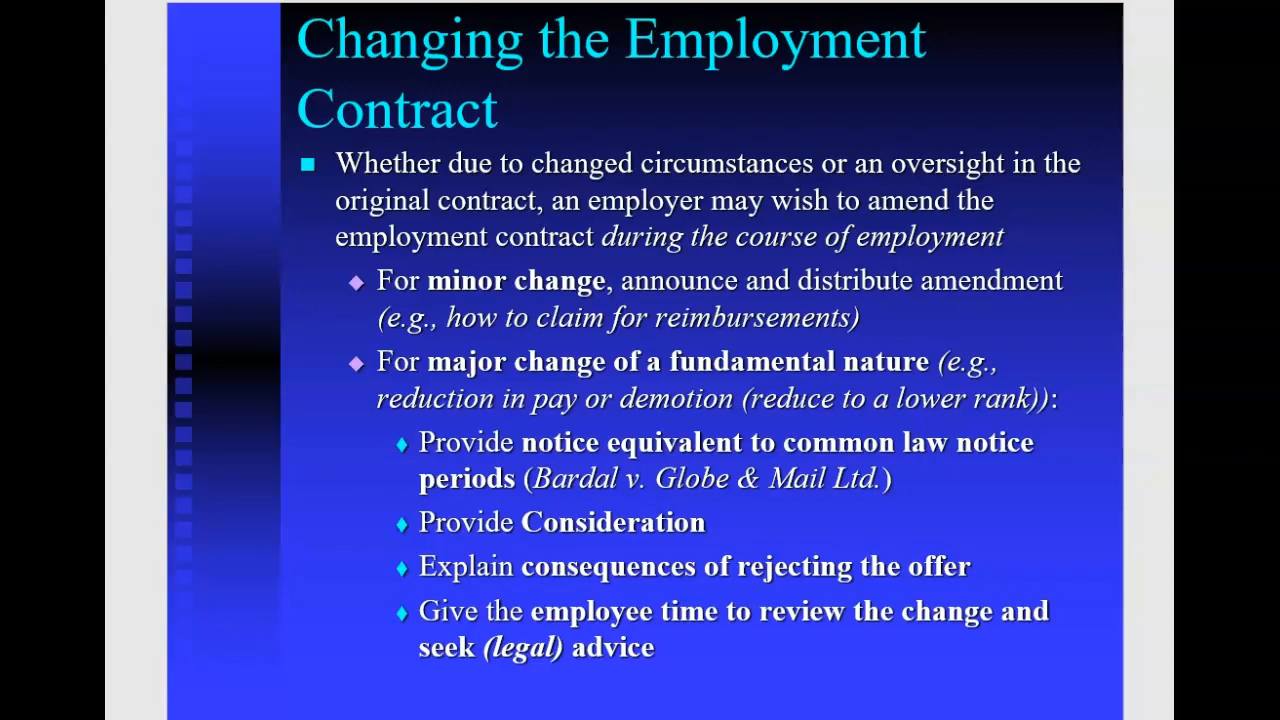 Changing the Employment
Contract
Whether due to changed circumstances or an oversight in the
original contract, an employer may wish to amend the
employment contract during the course of employment
For minor change, announce and distribute amendment
(e.g., how to claim for reimbursements)
For major change of a fundamental nature (e.g.,
reduction in pay or demotion (reduce to a lower rank)):
Provide notice equivalent to common law notice
periods (Bardal v. Globe & Mail Ltd.)
Provide Consideration
Explain consequences of rejecting the offer
Give the employee time to review the change and
seek (legal) advice